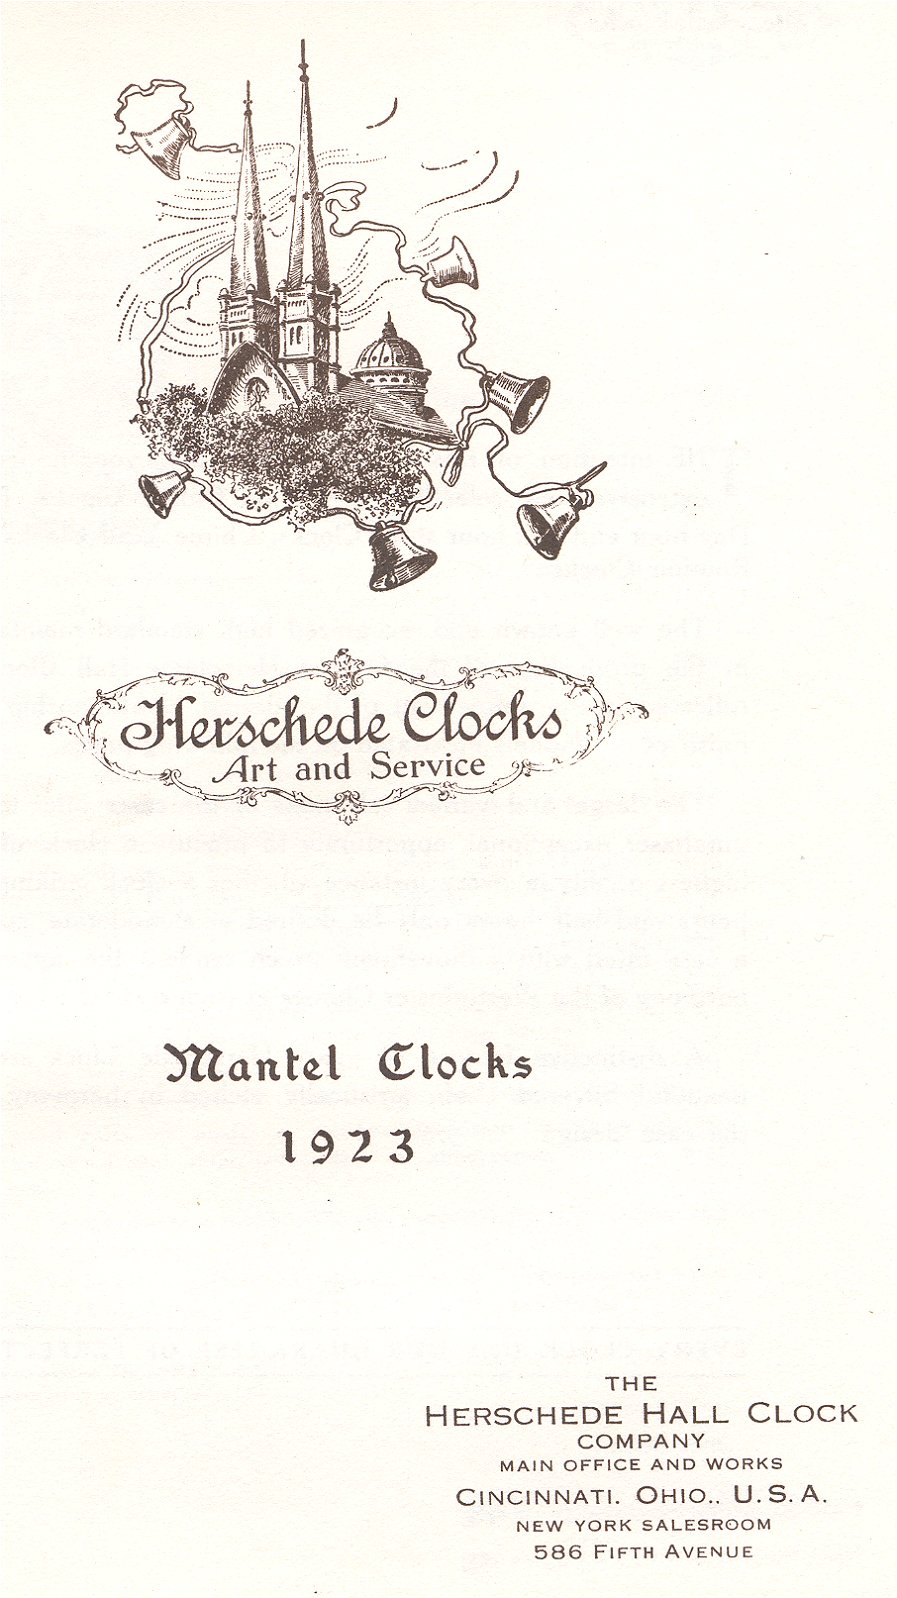 Herschede Clocks
Art and Service
Mantel Clocks
1923
THE
HERSCHEDE HALL CLOCK
COMPANY
MAIN OFFICE AND WORKS
CINCINNATI. OHIO., U.S.A.
NEW YORK SALESROOM
586 FIFTH AVENUE